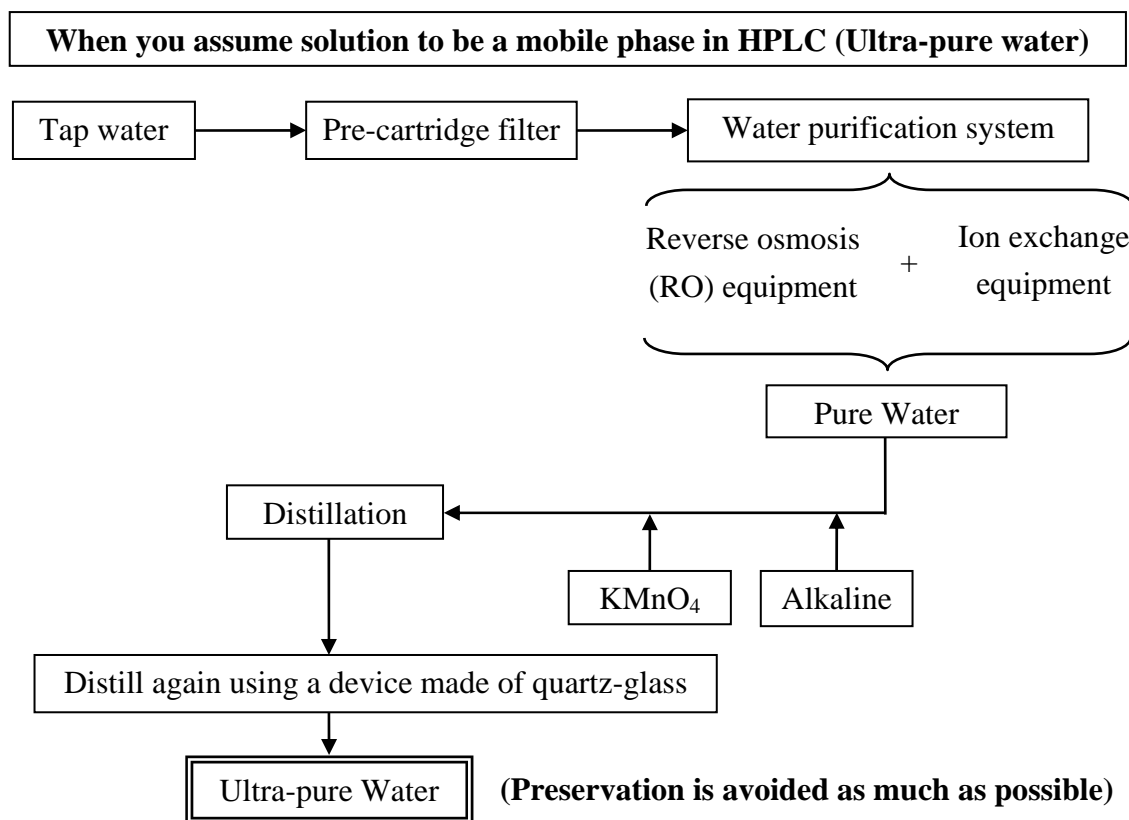 When you assume solution to be a mobile phase in HPLC (Ultra-pure water)
Tap water
Pre-cartridge filter
Water purification system
Reverse osmosis
(RO) equipment
+
Ion exchange
equipment
Pure Water
Distillation
KMnO₄
Alkaline
Distill again using a device made of quartz-glass
Ultra-pure Water
(Preservation is avoided as much as possible)